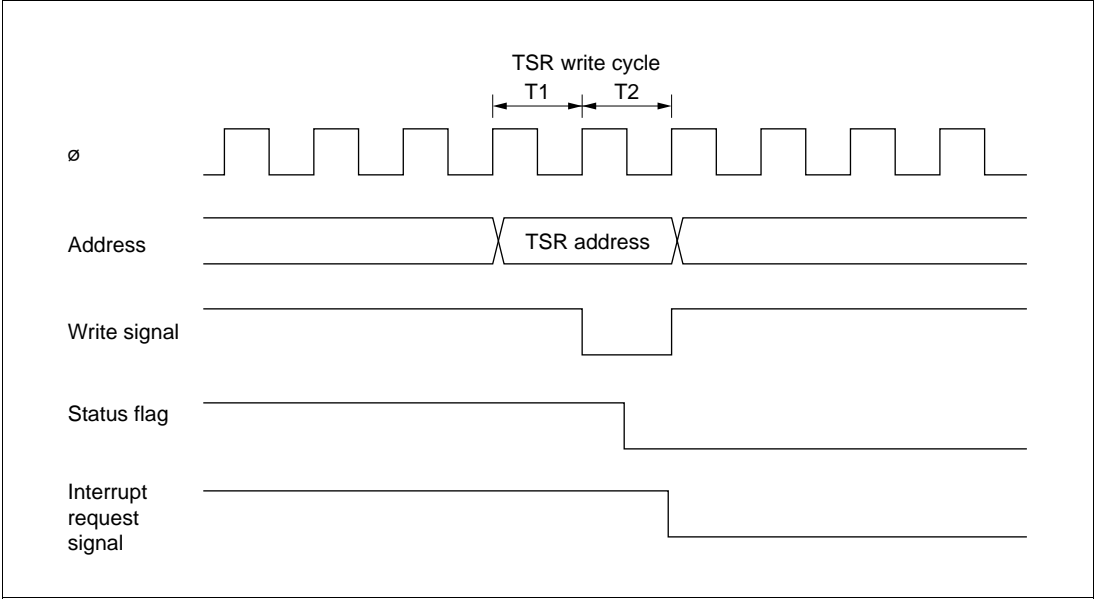 TSR write cycle
T1 T2
ø
Address
TSR address
Write signal
Status flag
Interrupt
request
signal